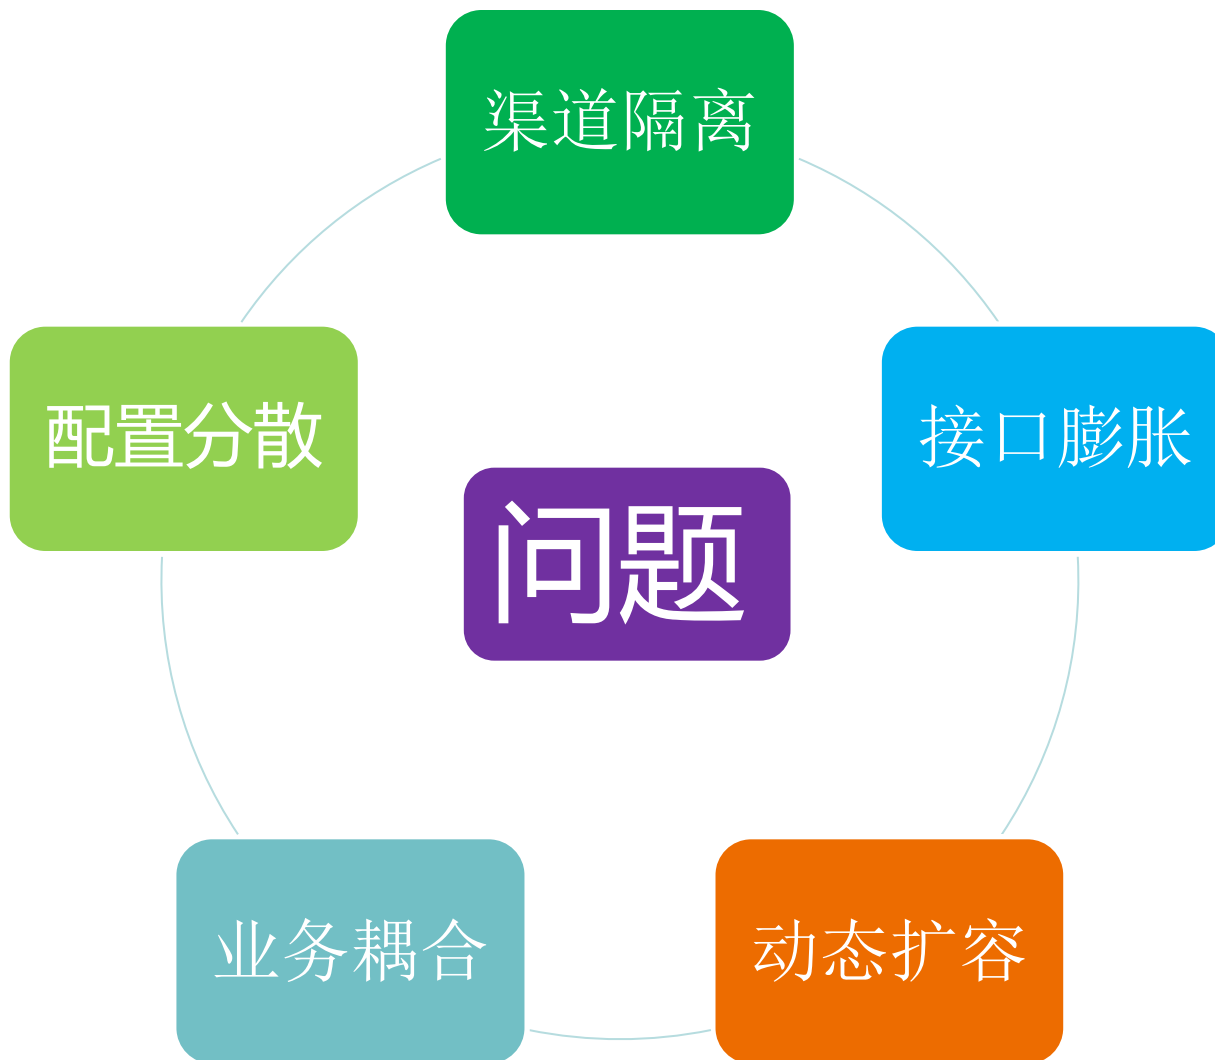 渠道隔离
配置分散
接口膨胀
问题
业务耦合
动态扩容